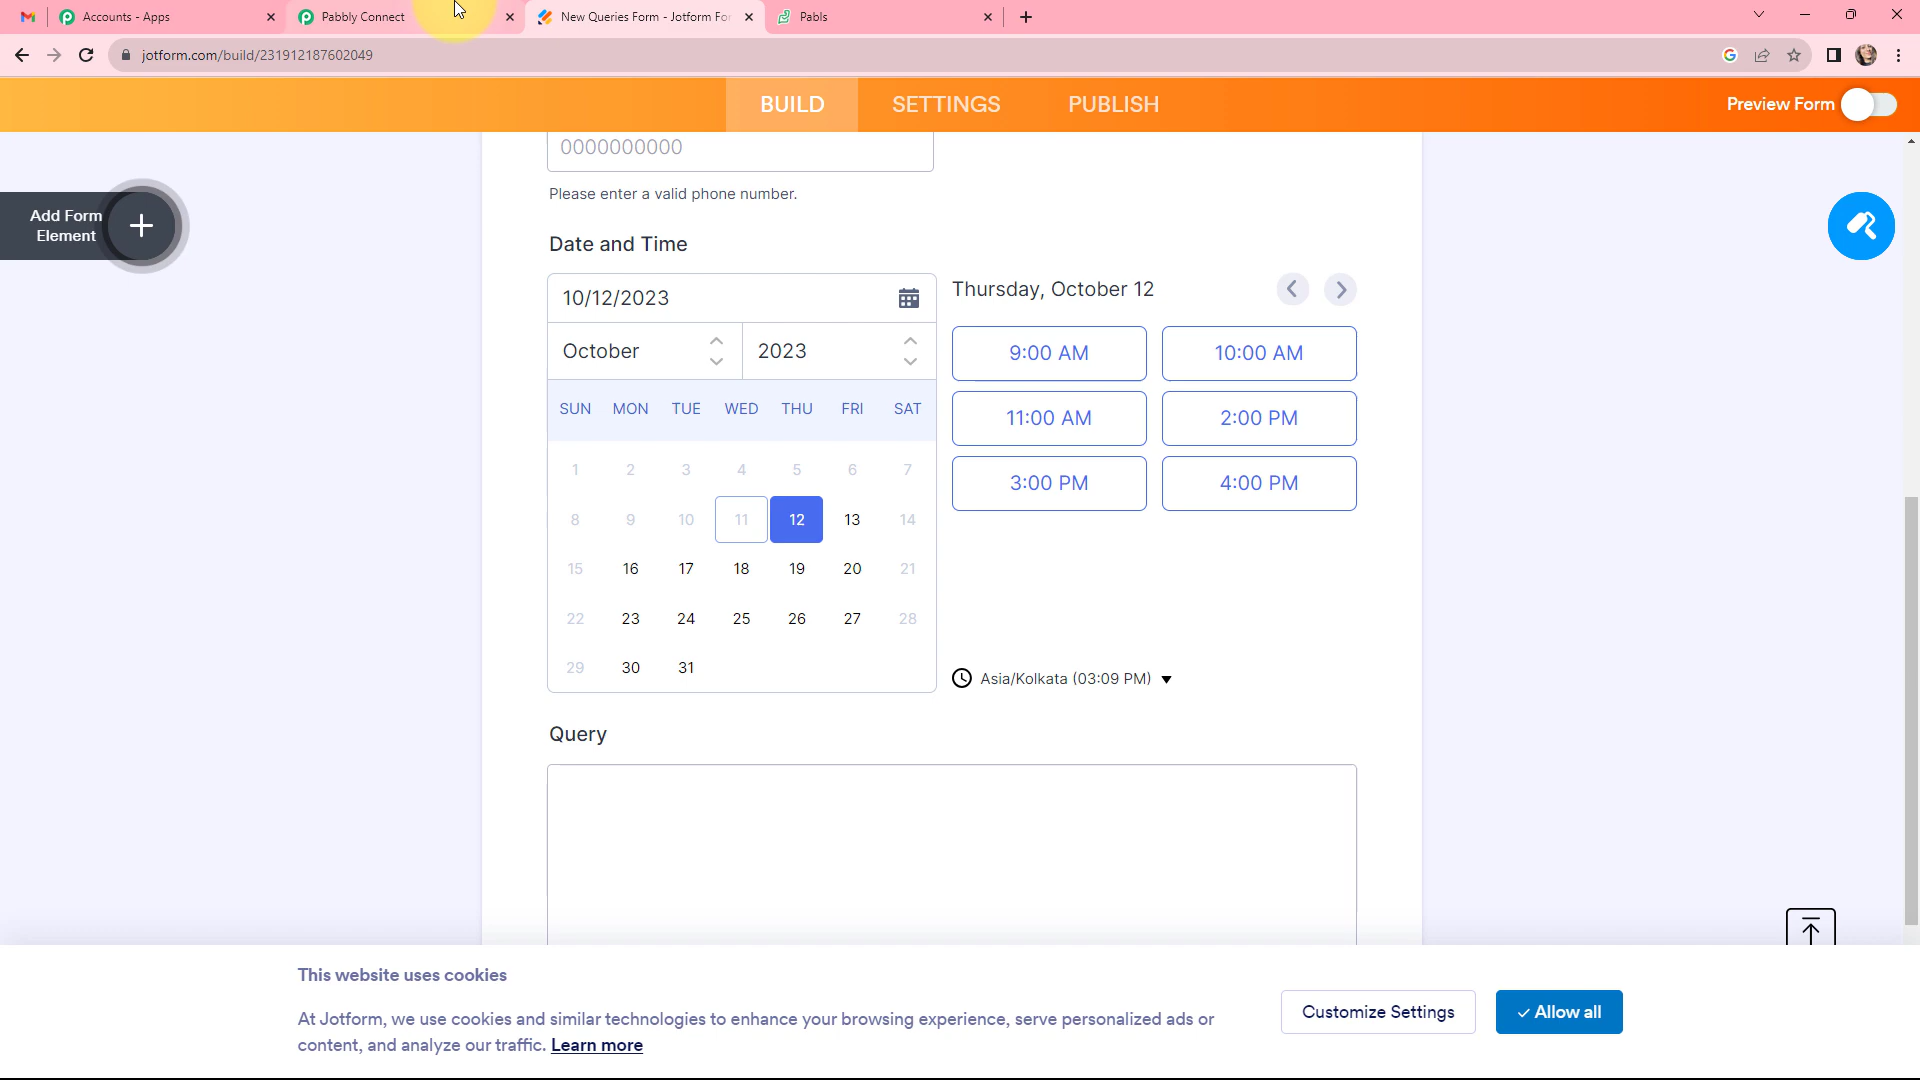 Accounts - Apps
Pabbly Connect
New Queries Form - Jotform For
Pabls
jotform.com/build/231912187602049
BUILD
SETTINGS
PUBLISH
Preview Form
Add Form
Element
0000000000
Please enter a valid phone number.
Date and Time
10/12/2023
October
2023
SUN MON TUE WED THU FRI SAT
1 2 3 4 5 6 7
8 9 10 11 12 13 14
15 16 17 18 19 20 21
22 23 24 25 26 27 28
29 30 31
Thursday, October 12
9:00 AM
10:00 AM
11:00 AM
2:00 PM
3:00 PM
4:00 PM
Asia/Kolkata (03:09 PM)
Query
This website uses cookies
At Jotform, we use cookies and similar technologies to enhance your browsing experience, serve personalized ads or
content, and analyze our traffic. Learn more
Customize Settings
Allow all